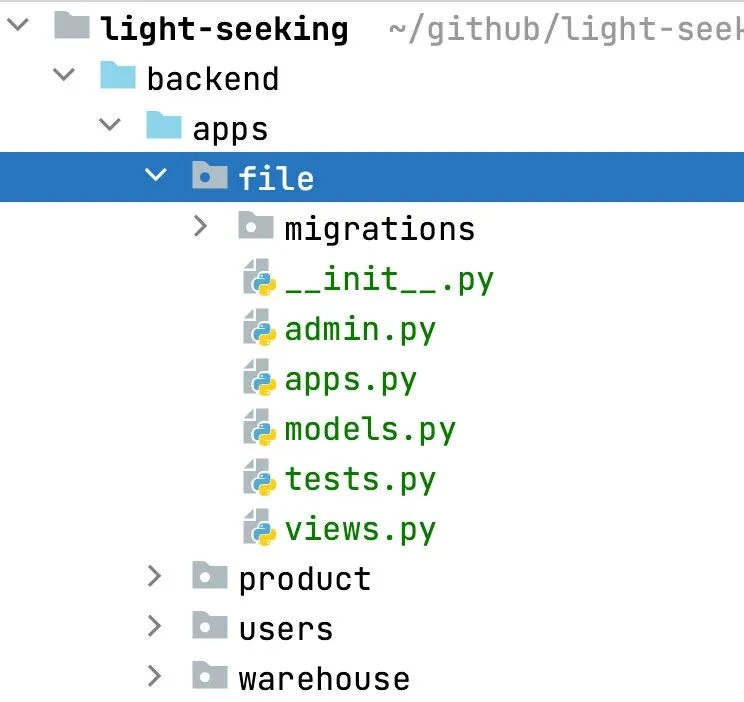 light-seeking ~/github/light-seek
backend
apps
file
migrations
__init__.py
admin.py
apps.py
models.py
tests.py
views.py
product
users
warehouse